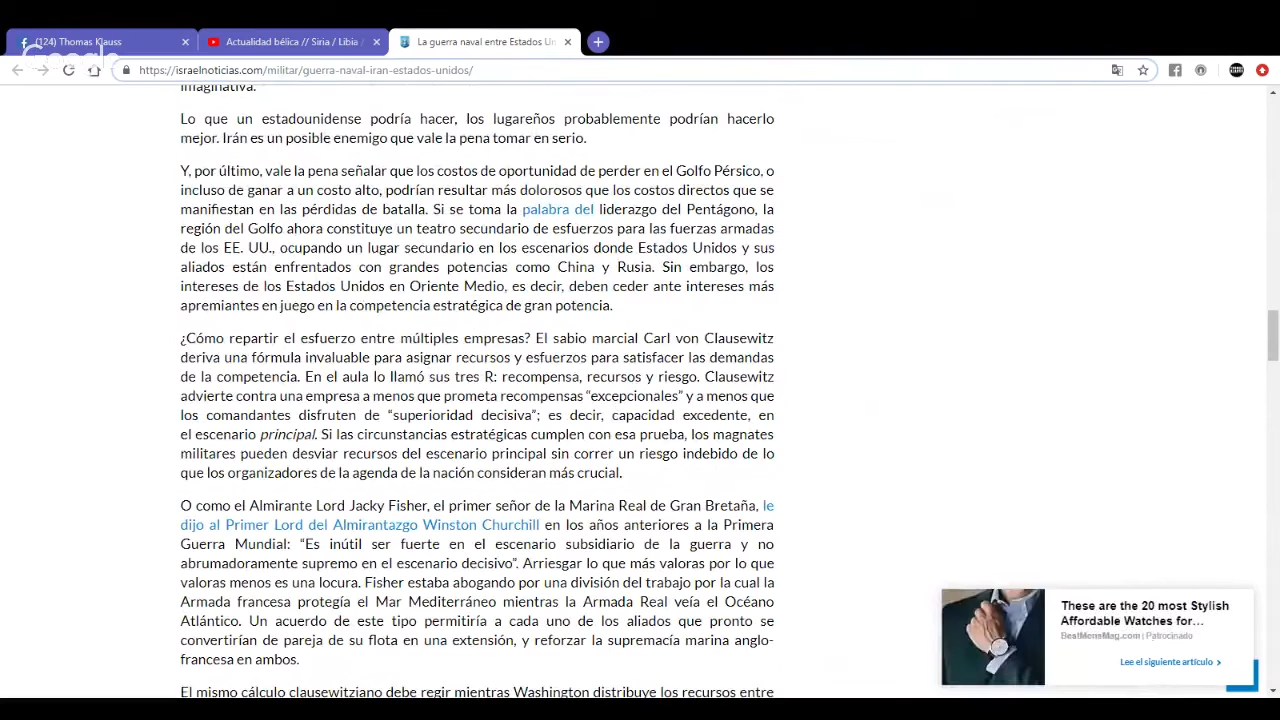 (124) Thomas Klauss
Actualidad bélica // Siria / Libia /
La guerra naval entre Estados Un
Google
https://israelnoticias.com/militar/guerra-naval-iran-estados-unidos/
imaginativa.
Lo que un estadounidense podría hacer, los lugareños probablemente podrían hacerlo
mejor. Irán es un posible enemigo que vale la pena tomar en serio.
Y, por último, vale la pena señalar que los costos de oportunidad de perder en el Golfo Pérsico, o
incluso de ganar a un costo alto, podrían resultar más dolorosos que los costos directos que se
manifiestan en las pérdidas de batalla. Si se toma la palabra del liderazgo del Pentágono, la
región del Golfo ahora constituye un teatro secundario de esfuerzos para las fuerzas armadas
de los EE. UU., ocupando un lugar secundario en los escenarios donde Estados Unidos y sus
aliados están enfrentados con grandes potencias como China y Rusia. Sin embargo, los
intereses de los Estados Unidos en Oriente Medio, es decir, deben ceder ante intereses más
apremiantes en juego en la competencia estratégica de gran potencia.
¿Cómo repartir el esfuerzo entre múltiples empresas? El sabio marcial Carl von Clausewitz
deriva una fórmula invaluable para asignar recursos y esfuerzos para satisfacer las demandas
de la competencia. En el aula lo llamó sus tres R: recompensa, recursos y riesgo. Clausewitz
advierte contra una empresa a menos que prometa recompensas “excepcionales” y a menos que
los comandantes disfruten de “superioridad decisiva”; es decir, capacidad excedente, en
el escenario principal. Si las circunstancias estratégicas cumplen con esa prueba, los magnates
militares pueden desviar recursos del escenario principal sin correr un riesgo indebido de lo
que los organizadores de la agenda de la nación consideran más crucial.
O como el Almirante Lord Jacky Fisher, el primer señor de la Marina Real de Gran Bretaña, le
dijo al Primer Lord del Almirantazgo Winston Churchill en los años anteriores a la Primera
Guerra Mundial: “Es inútil ser fuerte en el escenario subsidiario de la guerra y no
abrumadoramente supremo en el escenario decisivo”. Arriesgar lo que más valoras por lo que
valoras menos es una locura. Fisher estaba abogando por una división del trabajo por la cual la
Armada francesa protegía el Mar Mediterráneo mientras la Armada Real veía el Océano
Atlántico. Un acuerdo de este tipo permitiría a cada uno de los aliados que pronto se
convertirían de pareja de su flota en una extensión, y reforzar la supremacía marina anglo-
francesa en ambos.
El mismo cálculo clausewitziano debe regir mientras Washington distribuye los recursos entre
These are the 20 most Stylish
Affordable Watches for...
BestMensMag.com | Patrocinado
Lee el siguiente artículo